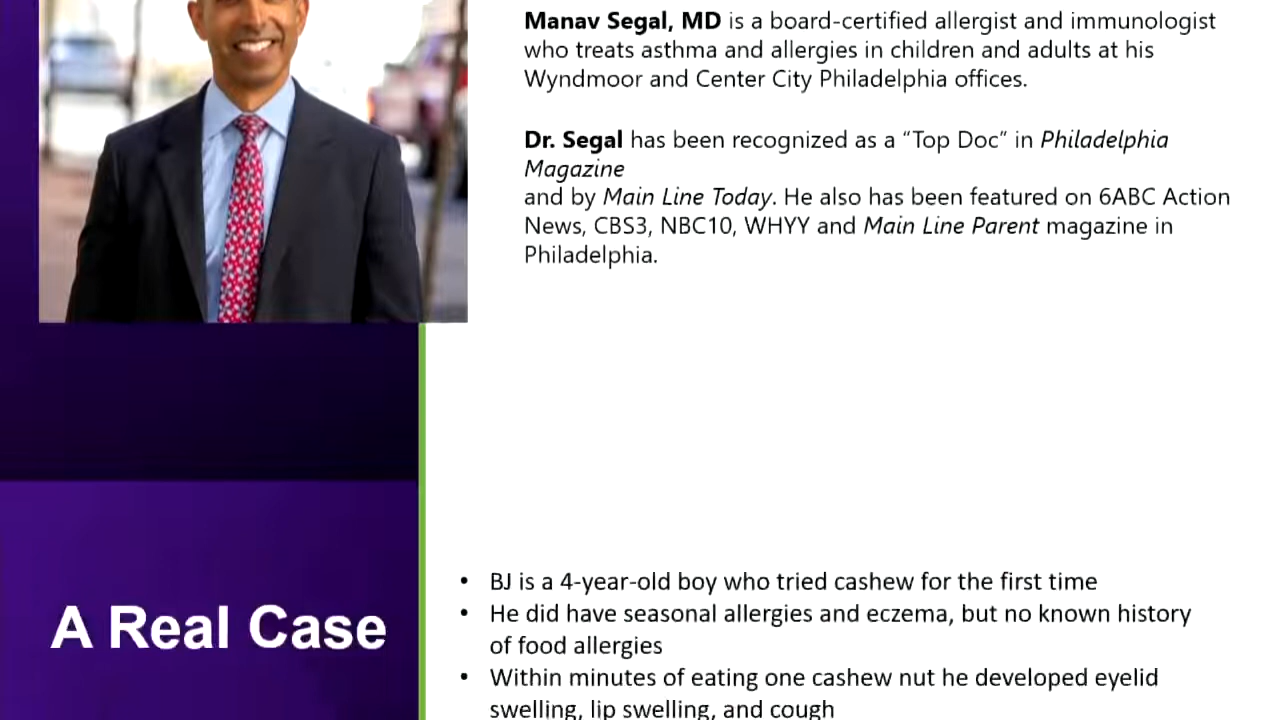 Manav Segal, MD is a board-certified allergist and immunologist
who treats asthma and allergies in children and adults at his
Wyndmoor and Center City Philadelphia offices.
Dr. Segal has been recognized as a “Top Doc” in Philadelphia
Magazine
and by Main Line Today. He also has been featured on 6ABC Action
News, CBS3, NBC10, WHYY and Main Line Parent magazine in
Philadelphia.
A Real Case
• BJ is a 4-year-old boy who tried cashew for the first time
• He did have seasonal allergies and eczema, but no known history
of food allergies
• Within minutes of eating one cashew nut he developed eyelid
swelling, lip swelling, and cough